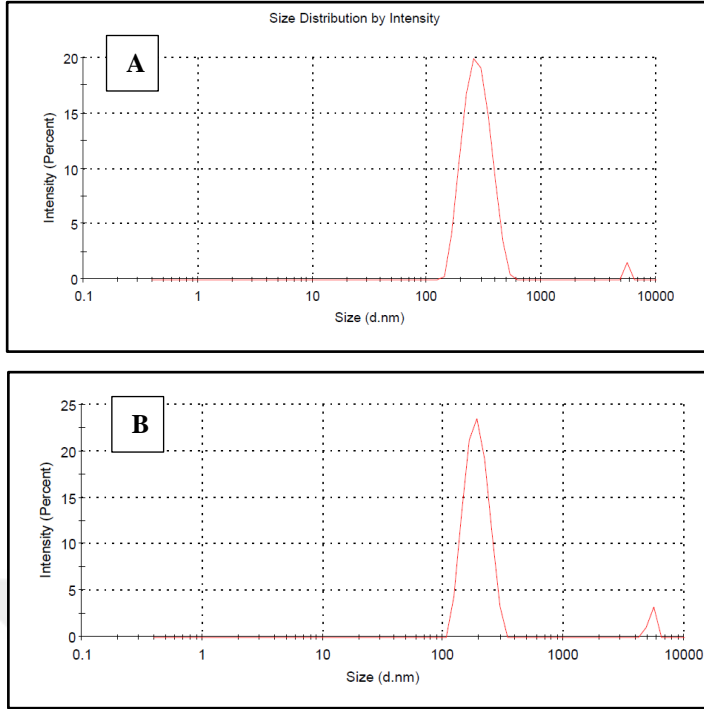 Size Distribution by Intensity
A
20
15
10
5
0
Intensity (Percent)
0.1 1 10 100 1000 10000
Size (d.nm)
B
25
20
15
10
5
0
Intensity (Percent)
0.1 1 10 100 1000 10000
Size (d.nm)